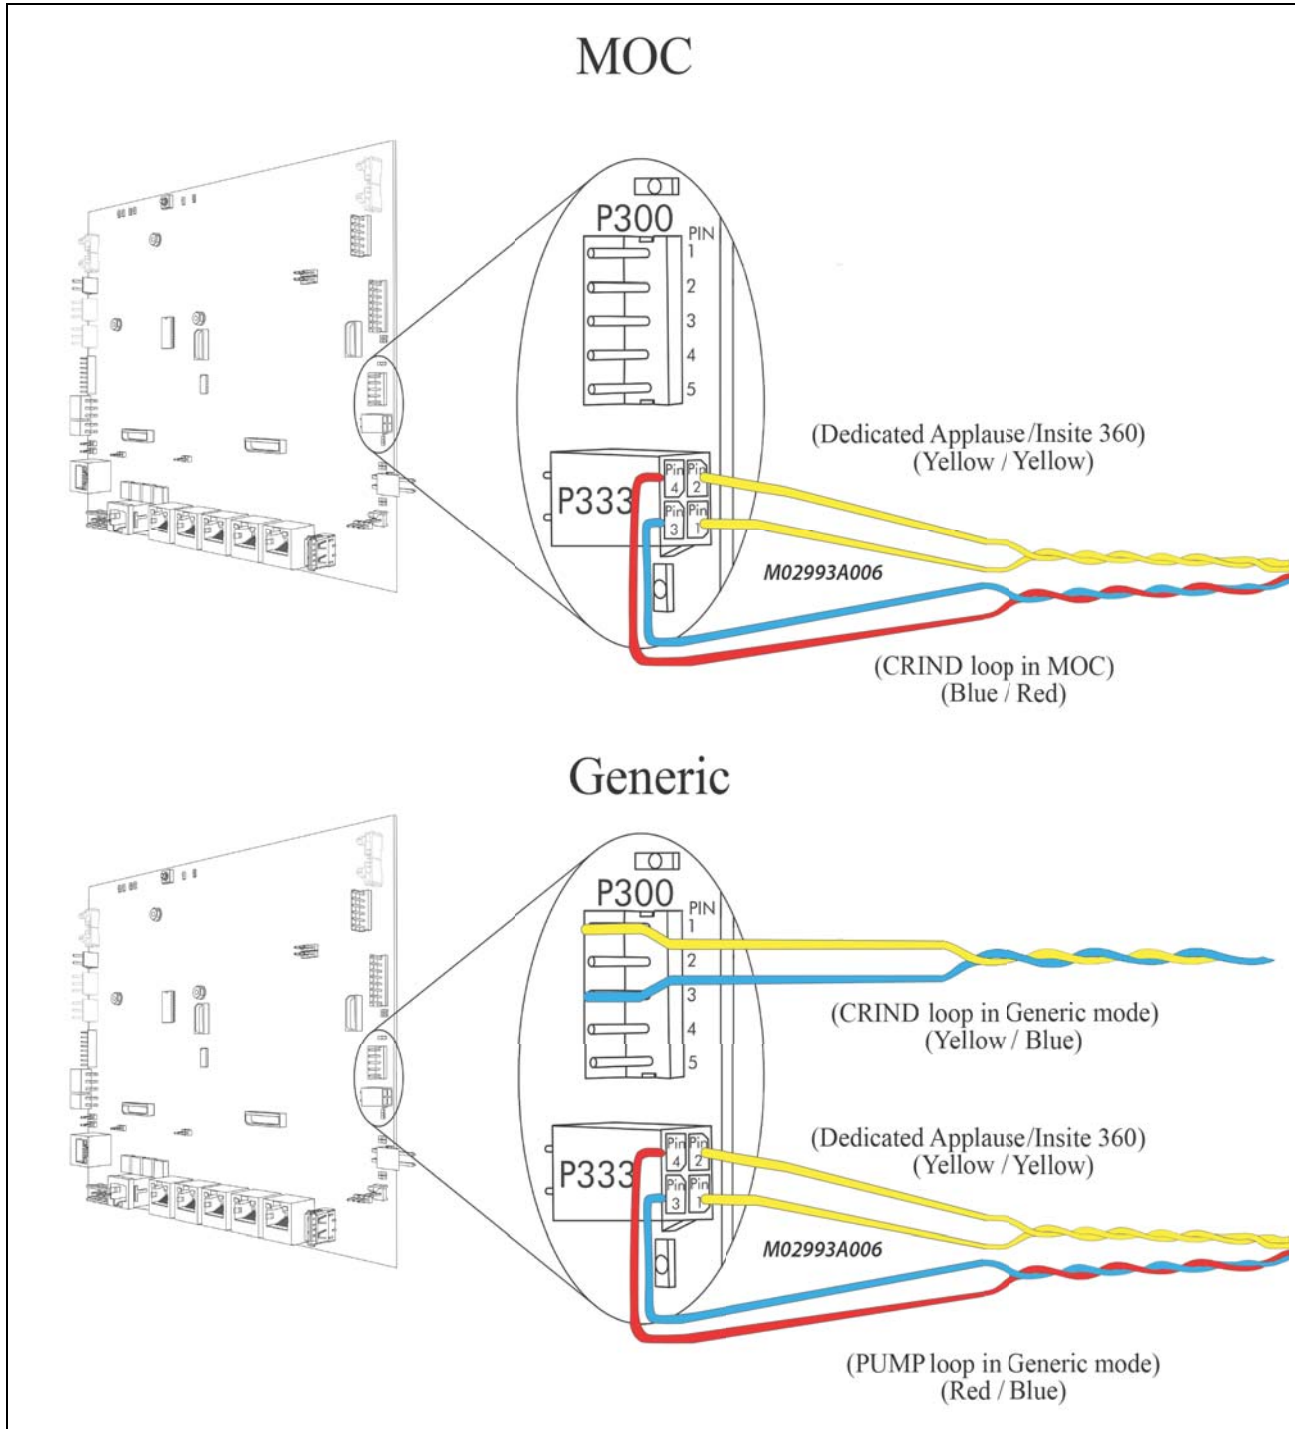 MOC
P300
PIN
1
2
3
4
5
(Dedicated Applause/Insite 360)
(Yellow / Yellow)
P333
Pin 4
Pin 2
Pin 3
Pin 1
M02993A006
(CRIND loop in MOC)
(Blue / Red)
Generic
P300
PIN
1
2
3
4
5
(CRIND loop in Generic mode)
(Yellow / Blue)
(Dedicated Applause/Insite 360)
(Yellow / Yellow)
P333
Pin 4
Pin 2
Pin 3
Pin 1
M02993A006
(PUMP loop in Generic mode)
(Red / Blue)